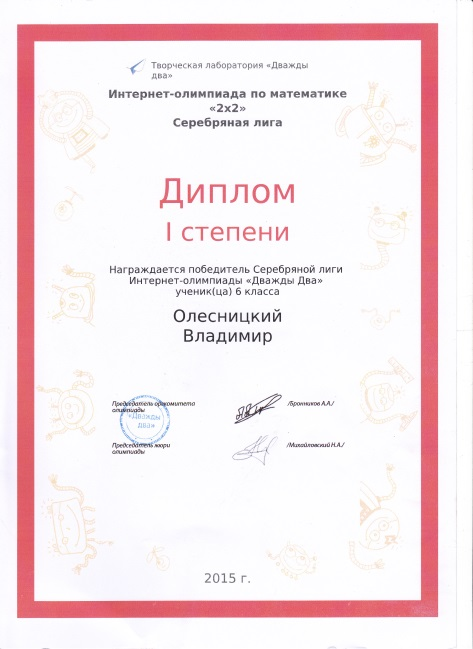 Творческая лаборатория «Дважды
два»
Интернет-олимпиада по математике
«2x2»
Серебряная лига
Диплом
I степени
Награждается победитель Серебряной лиги
Интернет-олимпиады «Дважды Два»
ученик(ца) 6 класса
Олесницкий
Владимир
Председатель оргкомитета
олимпиады
/Бронников А.А./
«Дважды
два»
Председатель жюри
олимпиады
/Михайловский Н.А./
2015 г.